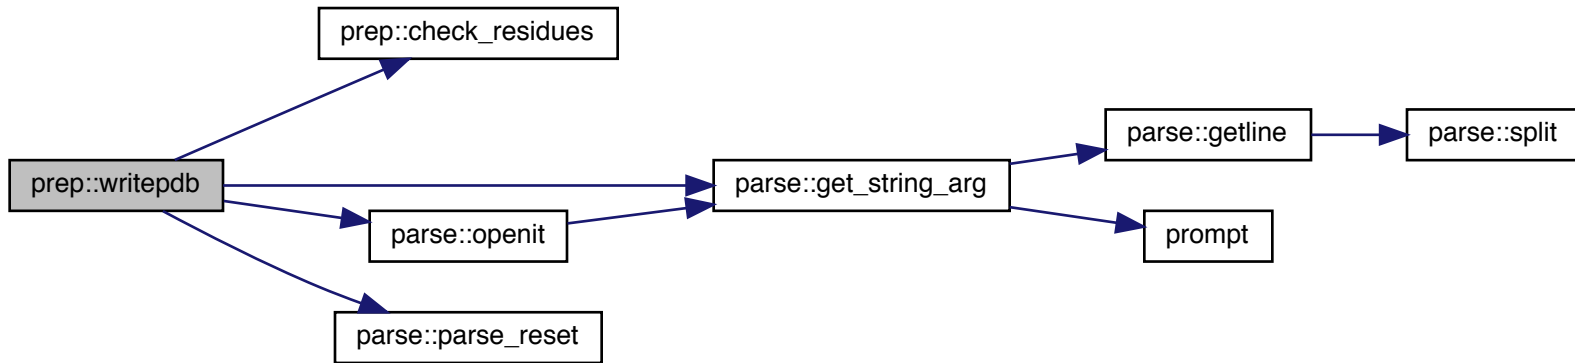 prep::check_residues
parse::getline
parse::split
prep::writepdb
parse::get_string_arg
parse::openit
prompt
parse::parse_reset